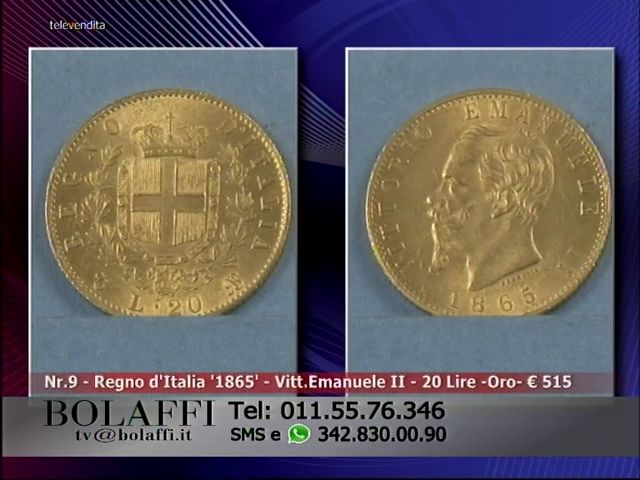 televendita
REGNO D'ITALIA
L · 20
VITTORIO EMANUELE II
1865
Nr.9 - Regno d'Italia '1865' - Vitt.Emanuele II - 20 Lire -Oro- € 515
BOLAFFI
tv@bolaffi.it
Tel: 011.55.76.346
SMS e 342.830.00.90